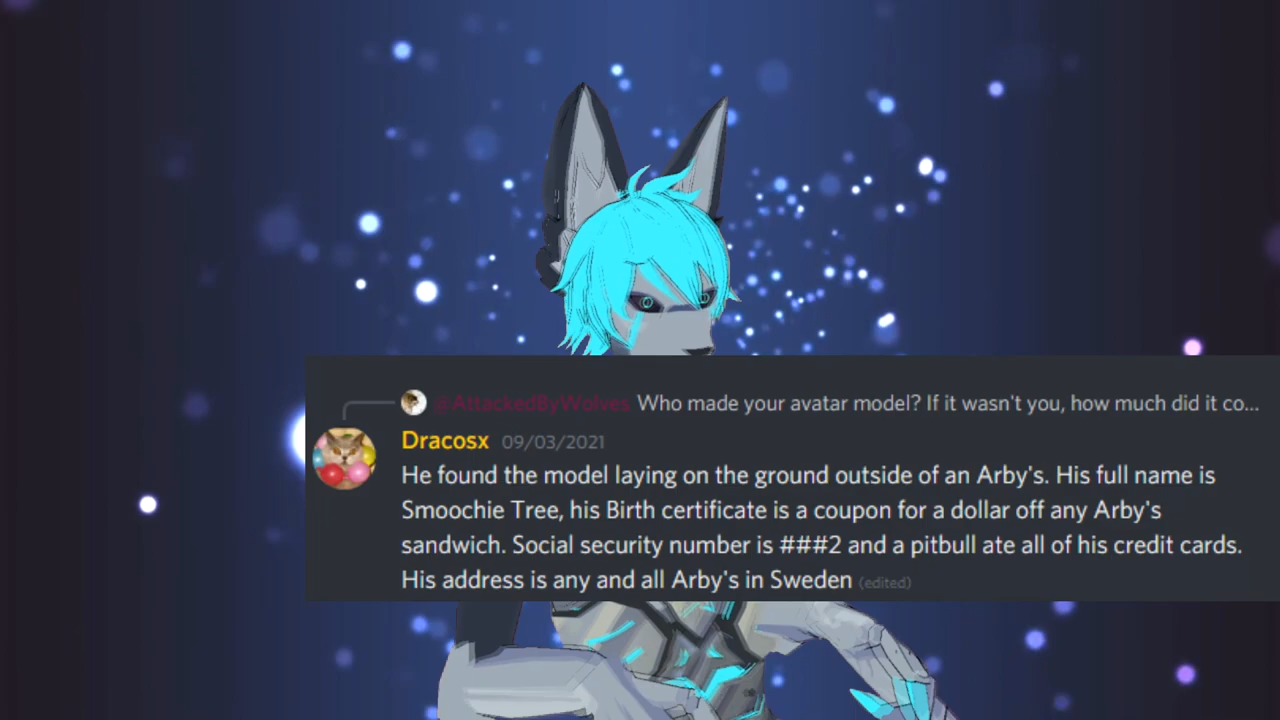 @AttackedByWolves Who made your avatar model? If it wasn't you, how much did it co...
Dracosx 09/03/2021
He found the model laying on the ground outside of an Arby's. His full name is
Smoochie Tree, his Birth certificate is a coupon for a dollar off any Arby's
sandwich. Social security number is ###2 and a pitbull ate all of his credit cards.
His address is any and all Arby's in Sweden (edited)